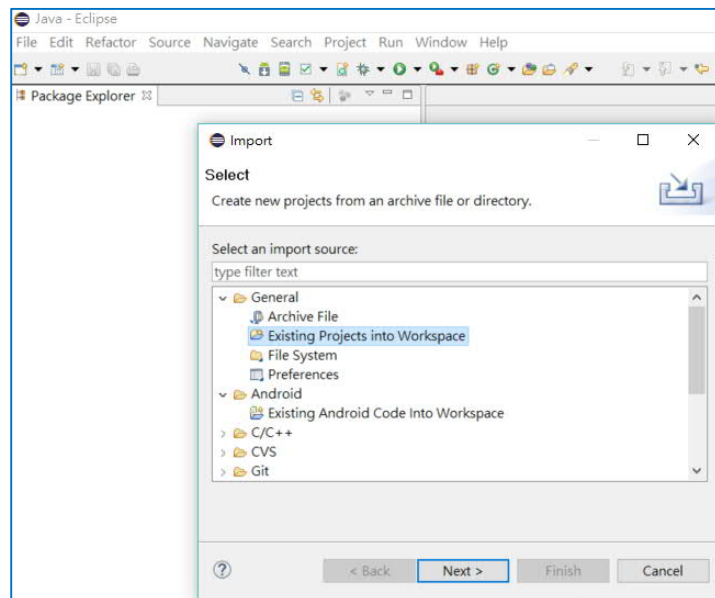 Java - Eclipse
File Edit Refactor Source Navigate Search Project Run Window Help
Package Explorer
Import
Select
Create new projects from an archive file or directory.
Select an import source:
type filter text
General
Archive File
Existing Projects into Workspace
File System
Preferences
Android
Existing Android Code Into Workspace
C/C++
CVS
Git
< Back Next > Finish Cancel